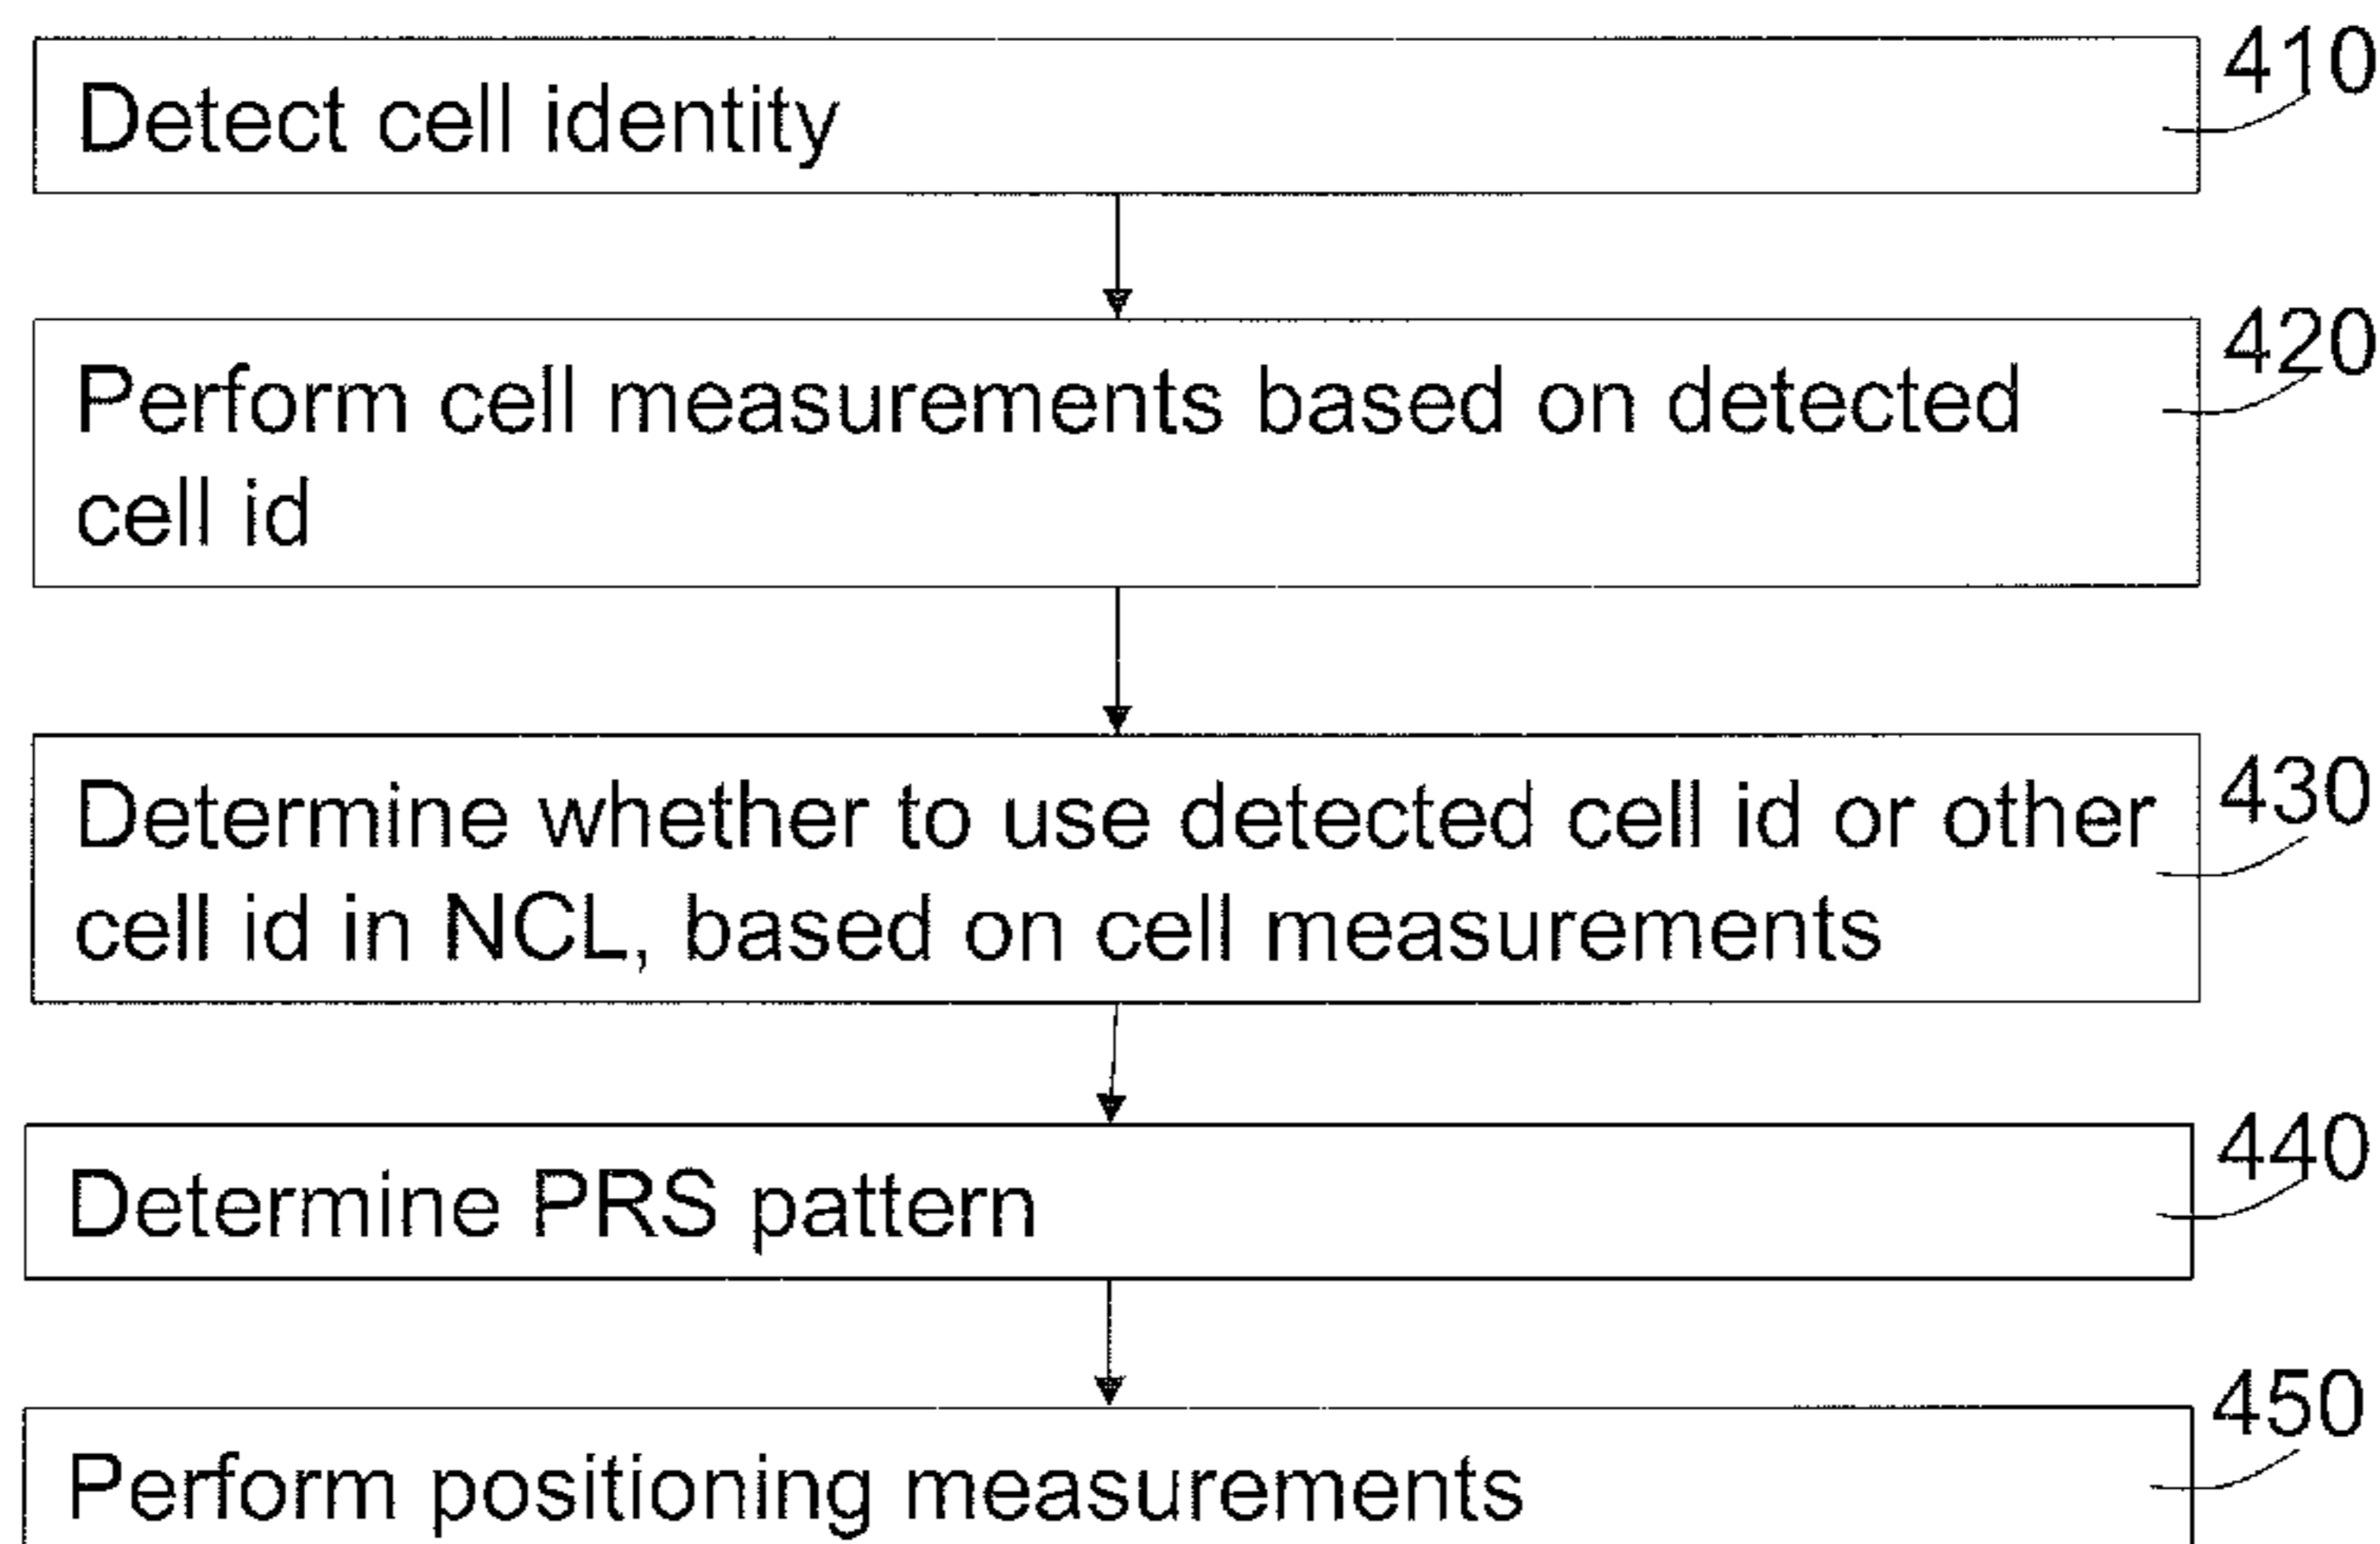 410
Detect cell identity
420
Perform cell measurements based on detected
cell id
430
Determine whether to use detected cell id or other
cell id in NCL, based on cell measurements
440
Determine PRS pattern
450
Perform positioning measurements